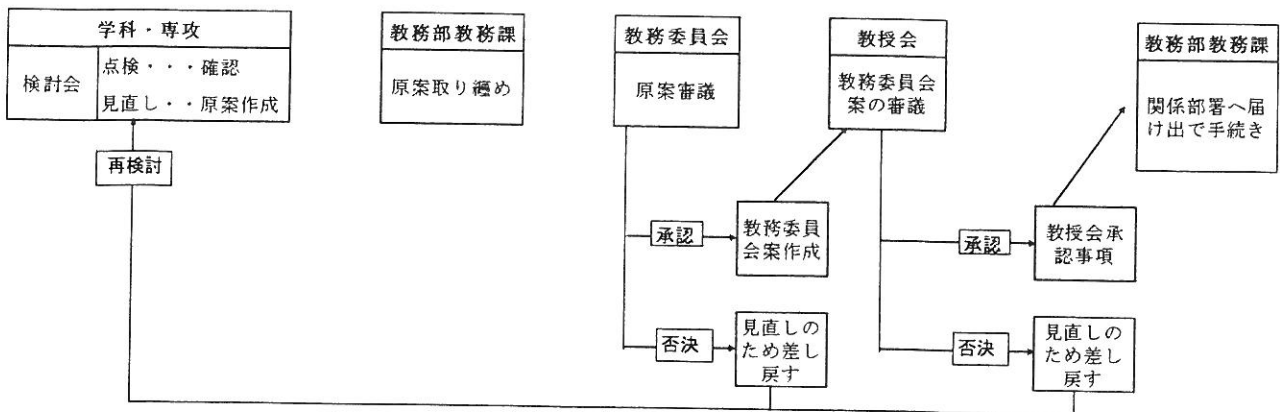 学科・専攻
検討会
点検・・・確認
見直し・・原案作成
再検討
教務部教務課
原案取り纏め
教務委員会
原案審議
承認
教務委員
会案作成
否決
見直しの
ため差し
戻す
教授会
教務委員会
案の審議
承認
教授会承
認事項
否決
見直しの
ため差し
戻す
教務部教務課
関係部署へ届
け出で手続き